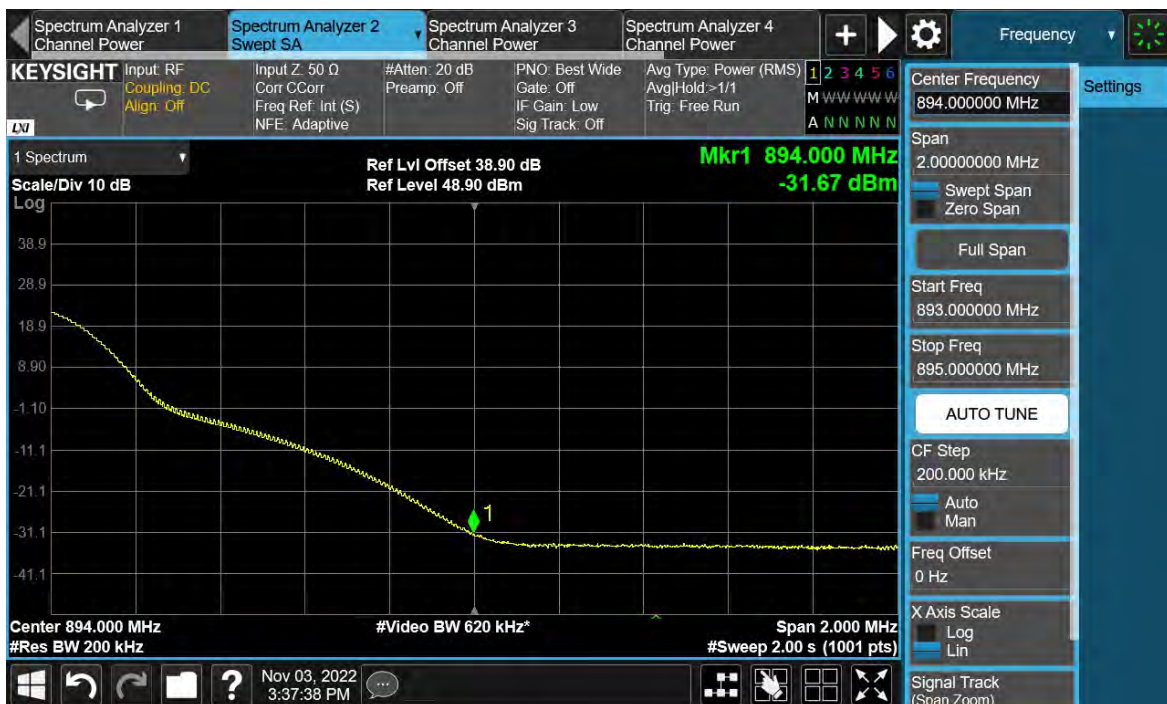 Spectrum Analyzer 1
Channel Power
Spectrum Analyzer 2
Swept SA
Spectrum Analyzer 3
Channel Power
Spectrum Analyzer 4
Channel Power
+
Frequency
KEYSIGHT
LXI
Input: RF
Coupling: DC
Align: Off
Input Z: 50 Ω
Corr CCorr
Freq Ref: Int (S)
NFE: Adaptive
#Atten: 20 dB
Preamp: Off
PNO: Best Wide
Gate: Off
IF Gain: Low
Sig Track: Off
Avg Type: Power (RMS)
Avg|Hold:>1/1
Trig: Free Run
1 2 3 4 5 6
M W W W W W W
A N N N N N N
1 Spectrum
Scale/Div 10 dB
Log
Ref Lvl Offset 38.90 dB
Ref Level 48.90 dBm
Mkr1 894.000 MHz
-31.67 dBm
38.9
28.9
18.9
8.90
-1.10
-11.1
-21.1
-31.1
-41.1
1
Center 894.000 MHz
#Res BW 200 kHz
#Video BW 620 kHz*
Span 2.000 MHz
#Sweep 2.00 s (1001 pts)
?
Nov 03, 2022
3:37:38 PM
Center Frequency
894.000000 MHz
Span
2.00000000 MHz
Swept Span
Zero Span
Full Span
Start Freq
893.000000 MHz
Stop Freq
895.000000 MHz
AUTO TUNE
CF Step
200.000 kHz
Auto
Man
Freq Offset
0 Hz
X Axis Scale
Log
Lin
Signal Track
(Span Zoom)
Settings